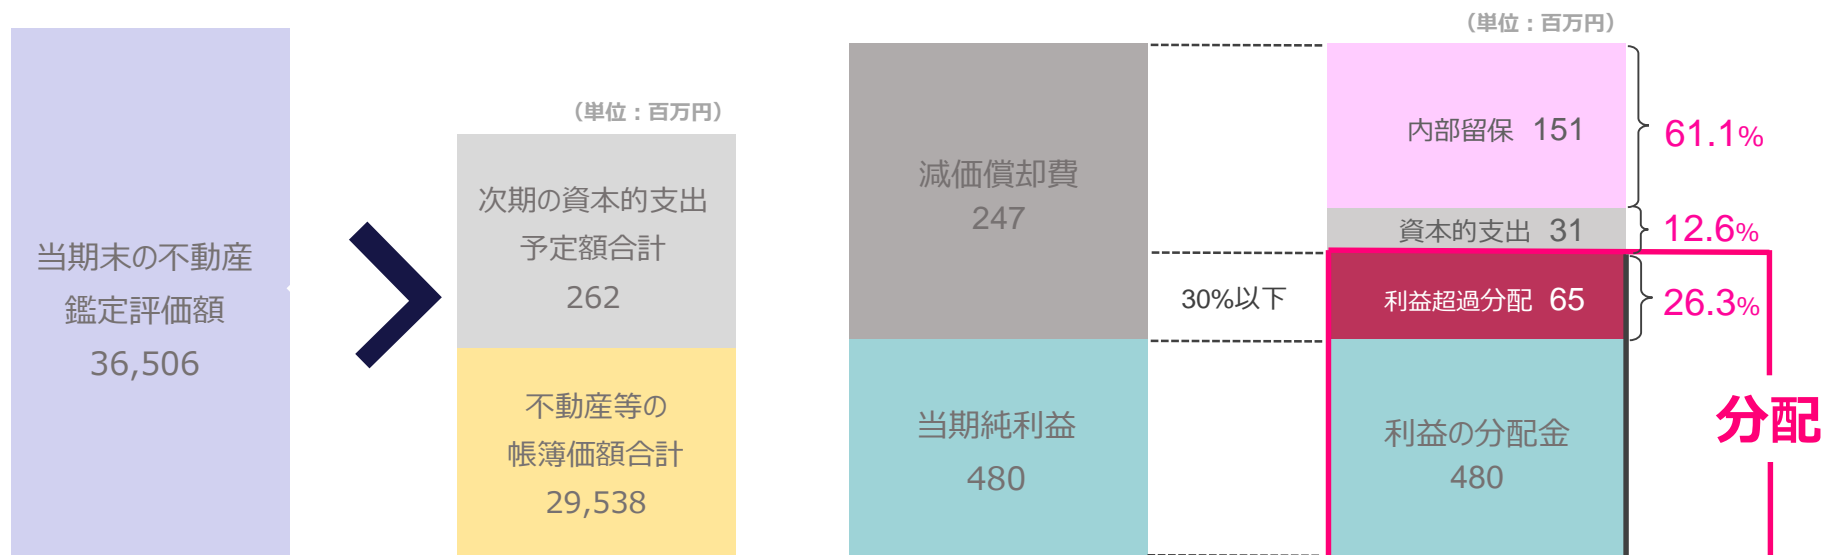 当期末の不動産
鑑定評価額
36,506
（単位：百万円）
次期の資本的支出
予定額合計
262
不動産等の
帳簿価額合計
29,538
（単位：百万円）
減価償却費
247
当期純利益
480
30%以下
内部留保 151
61.1%
資本的支出 31
12.6%
利益超過分配 65
26.3%
利益の分配金
480
分配